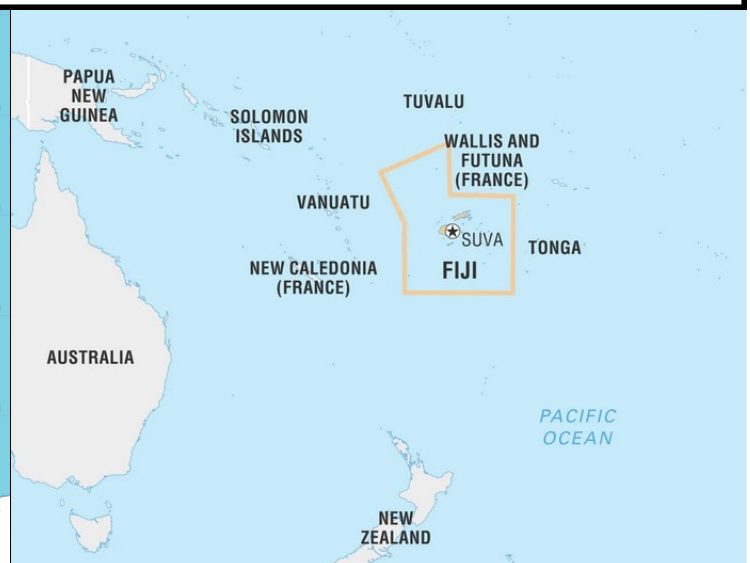 PAPUA
NEW
GUINEA
SOLOMON
ISLANDS
TUVALU
WALLIS AND
FUTUNA
(FRANCE)
VANUATU
SUVA
FIJI
TONGA
NEW CALEDONIA
(FRANCE)
AUSTRALIA
PACIFIC
OCEAN
NEW
ZEALAND